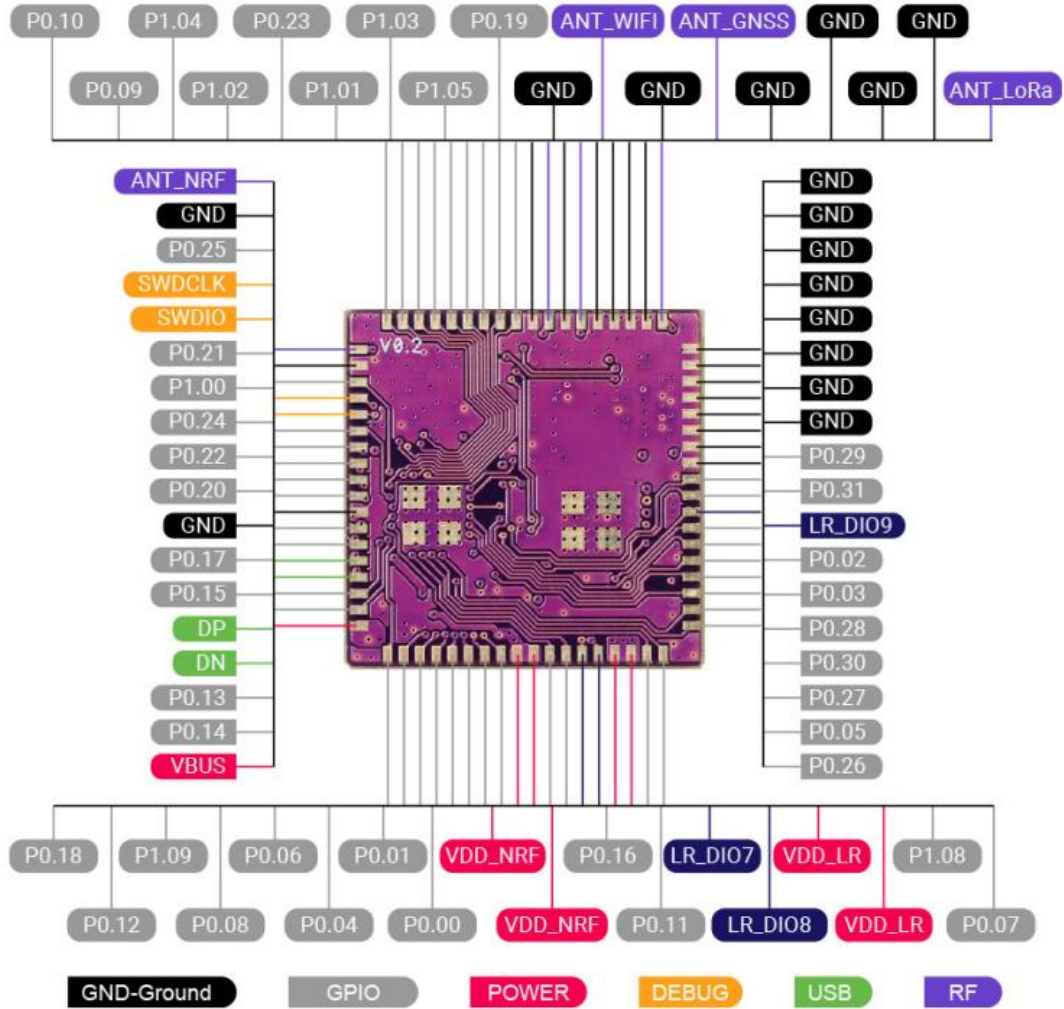 P0.10 P1.04 P0.23 P1.03 P0.19 ANT_WIFI ANT_GNSS GND GND
P0.09 P1.02 P1.01 P1.05 GND GND GND GND ANT_LoRa
ANT_NRF GND
GND GND
P0.25 GND
SWDCLK GND
SWDIO GND
P0.21 GND
P1.00 GND
P0.24 GND
P0.22 P0.29
P0.20 P0.31
GND LR_DIO9
P0.17 P0.02
P0.15 P0.03
DP P0.28
DN P0.30
P0.13 P0.27
P0.14 P0.05
VBUS P0.26
V0.2
P0.18 P1.09 P0.06 P0.01 VDD_NRF P0.16 LR_DIO7 VDD_LR P1.08
P0.12 P0.08 P0.04 P0.00 VDD_NRF P0.11 LR_DIO8 VDD_LR P0.07
GND-Ground GPIO POWER DEBUG USB RF